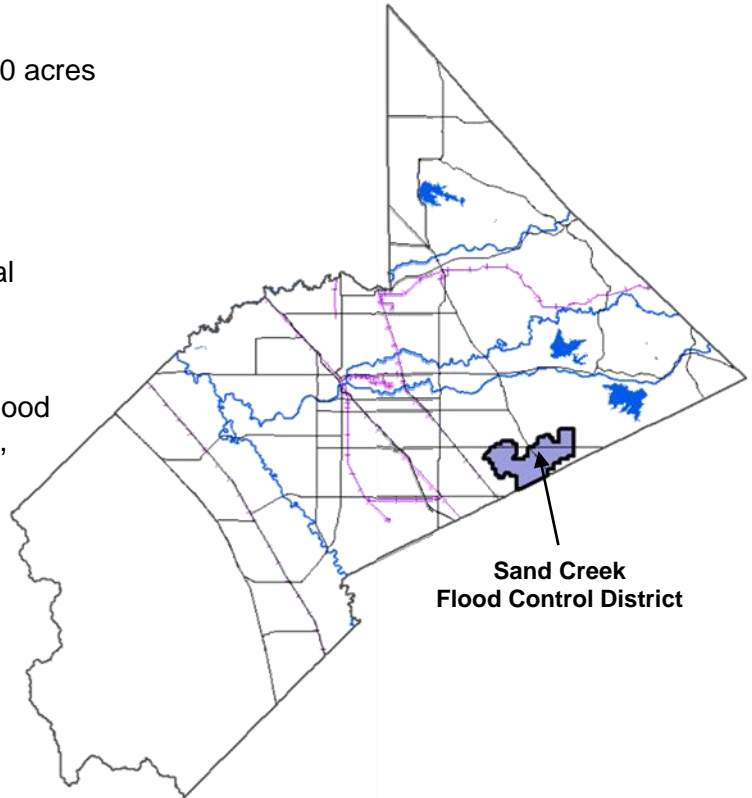 0 acres
al
ood
,
Sand Creek
Flood Control District